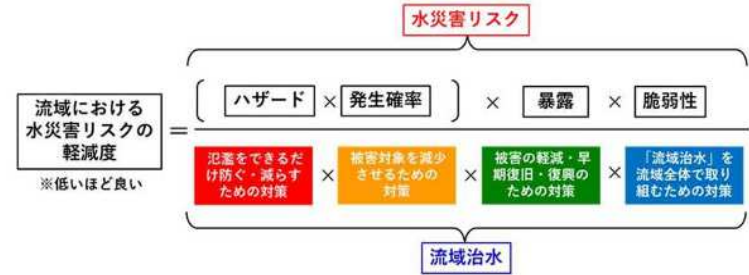 水災害リスク
ハザード × 発生確率 × 暴露 × 脆弱性
流域における
水災害リスクの
軽減度
=
※低いほど良い
氾濫をできるだ
け防ぐ・減らす
ための対策
×
被害対象を減少
させるための
対策
×
被害の軽減・早
期復旧・復興の
ための対策
×
「流域治水」を
流域全体で取り
組むための対策
流域治水